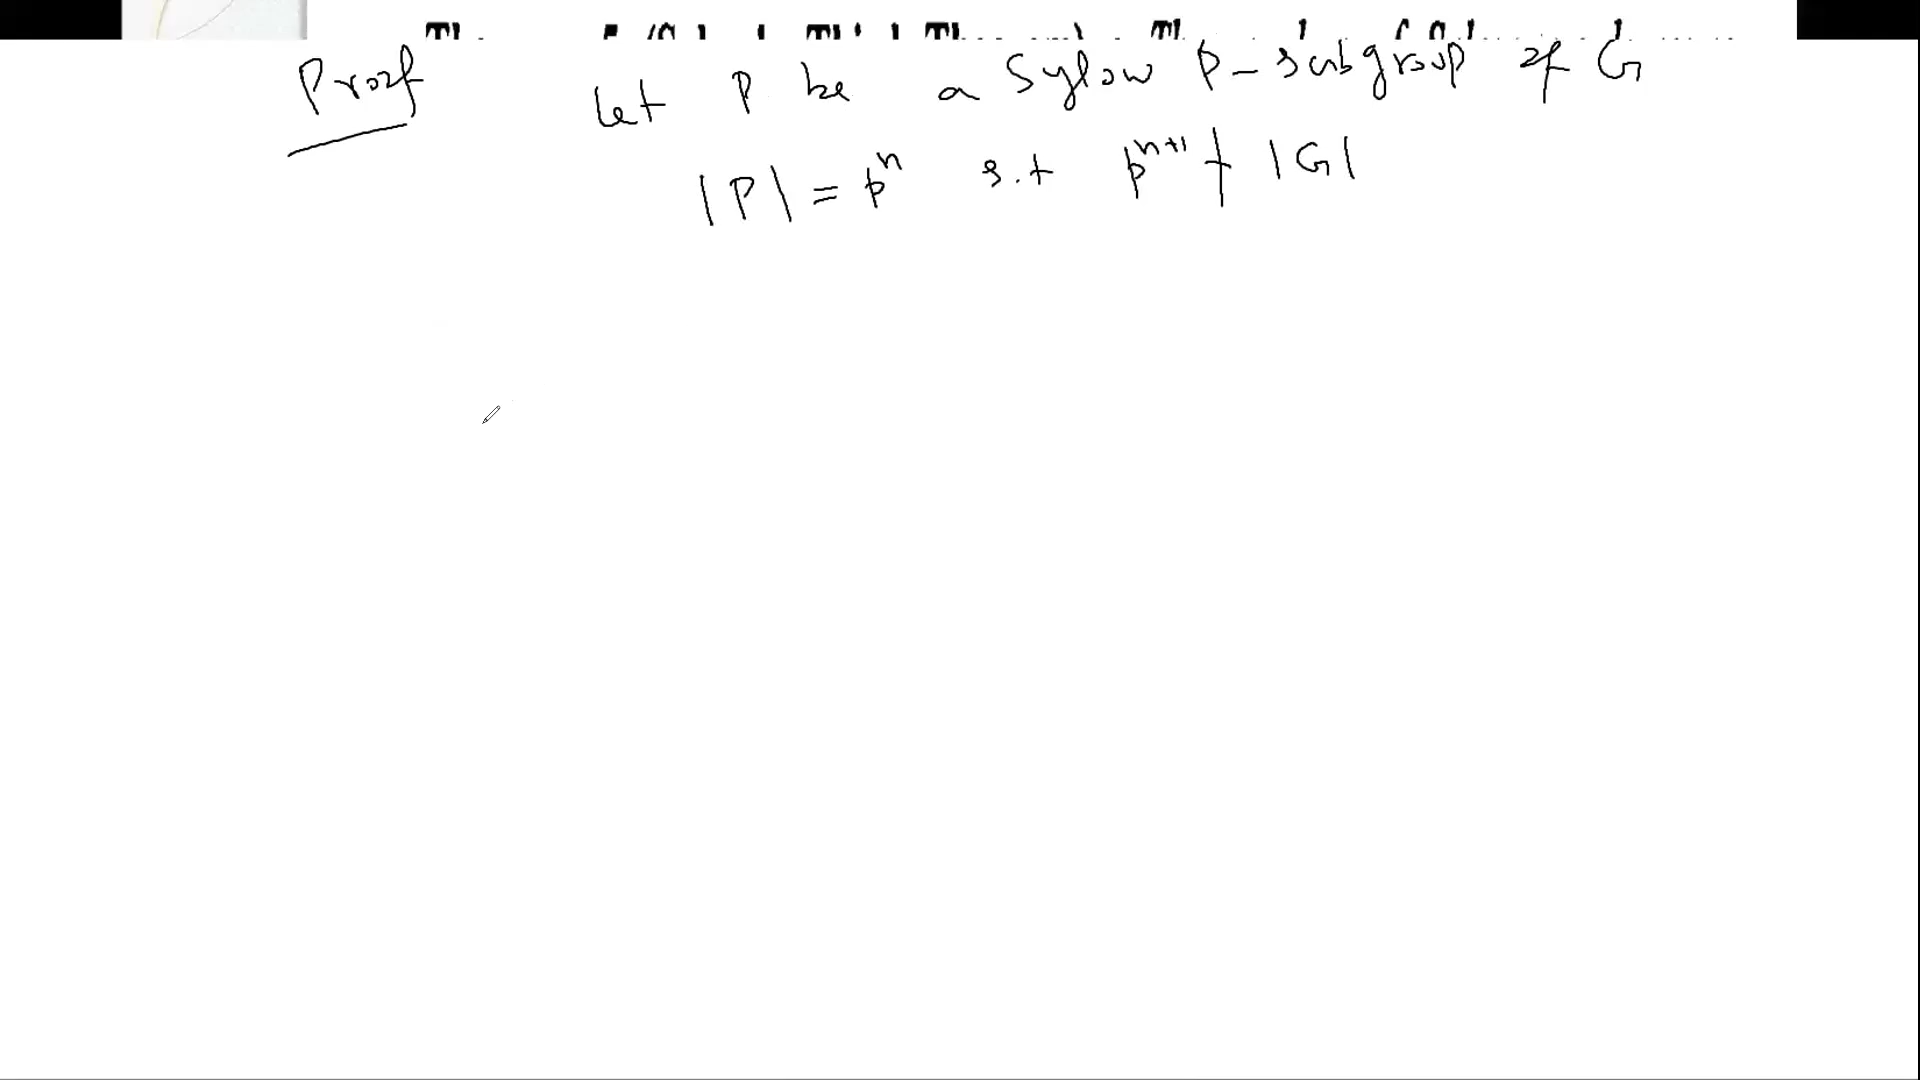 Proof Let P be a Sylow p-subgroup of G
|P| = p^n s.t p^{n+1} ∤ |G|